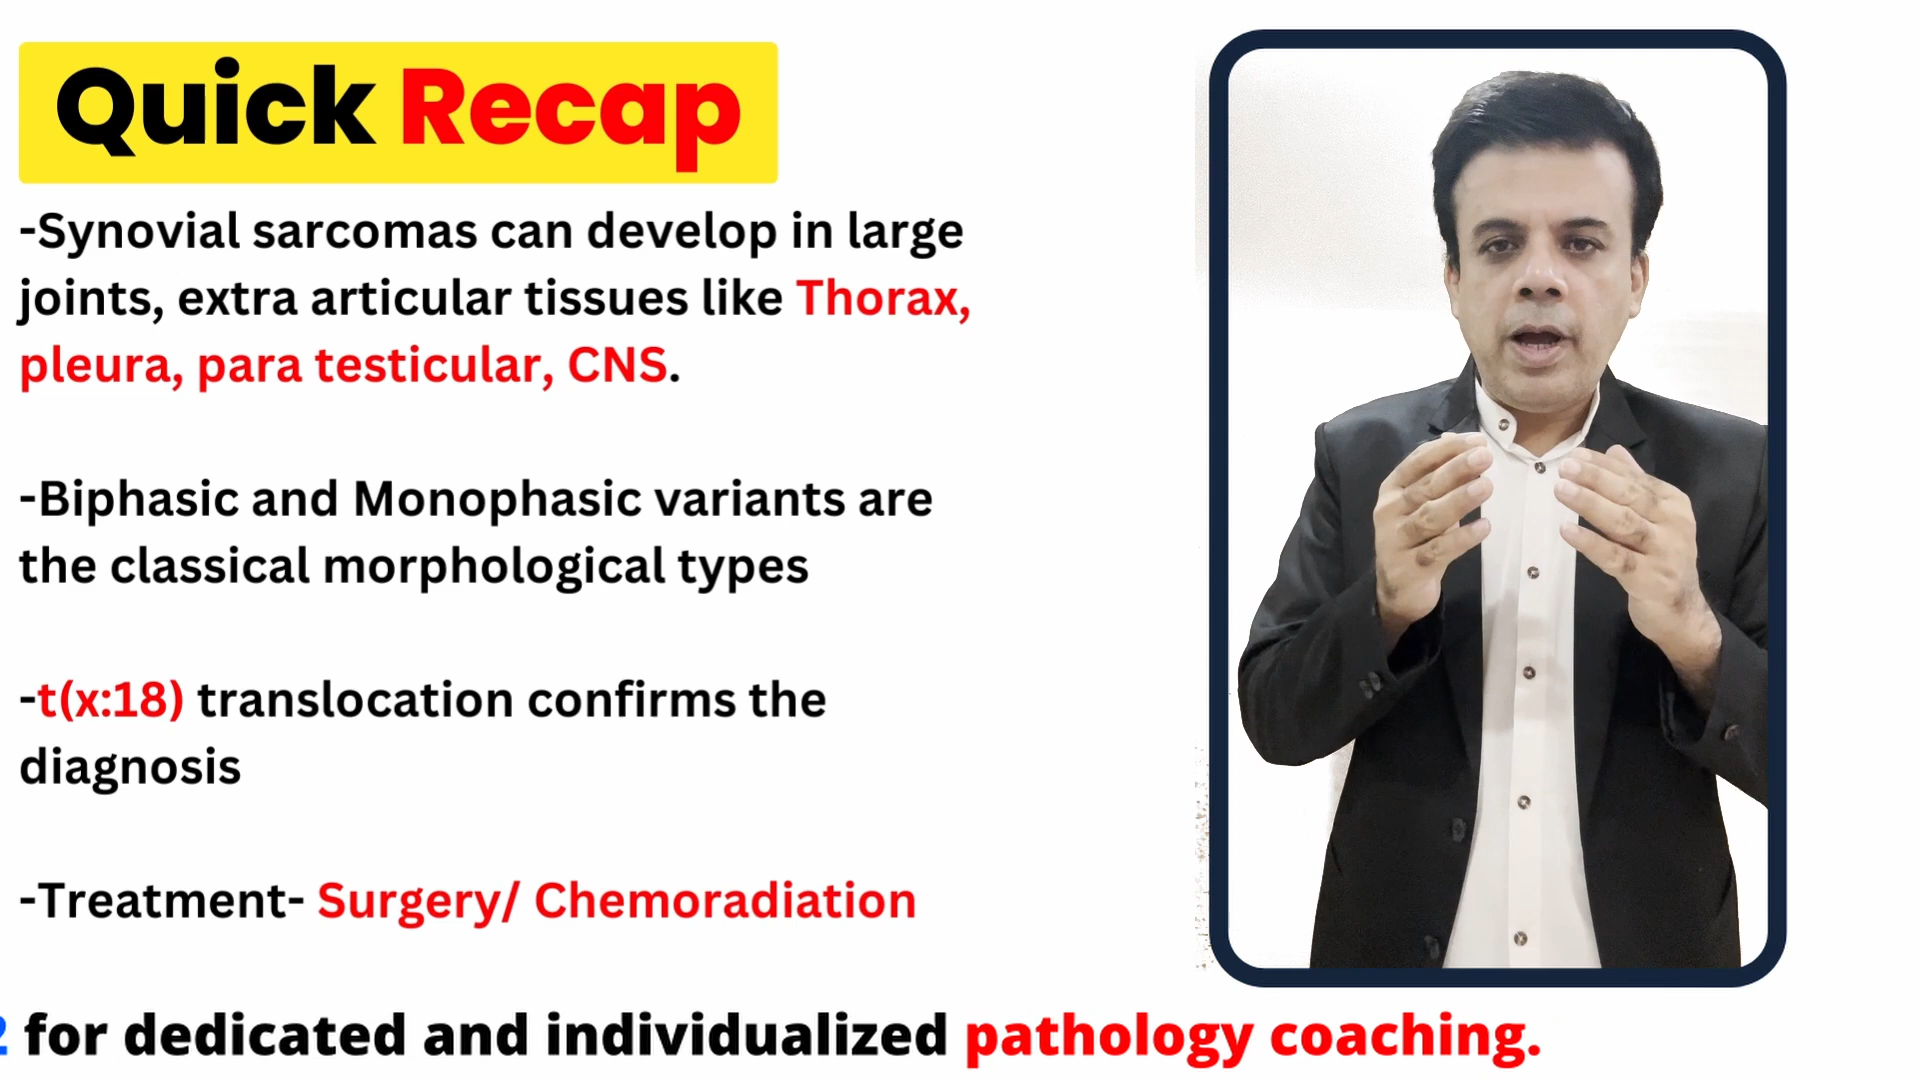 Quick Recap
-Synovial sarcomas can develop in large
joints, extra articular tissues like Thorax,
pleura, para testicular, CNS.
-Biphasic and Monophasic variants are
the classical morphological types
-t(x:18) translocation confirms the
diagnosis
-Treatment- Surgery/ Chemoradiation
2 for dedicated and individualized pathology coaching.